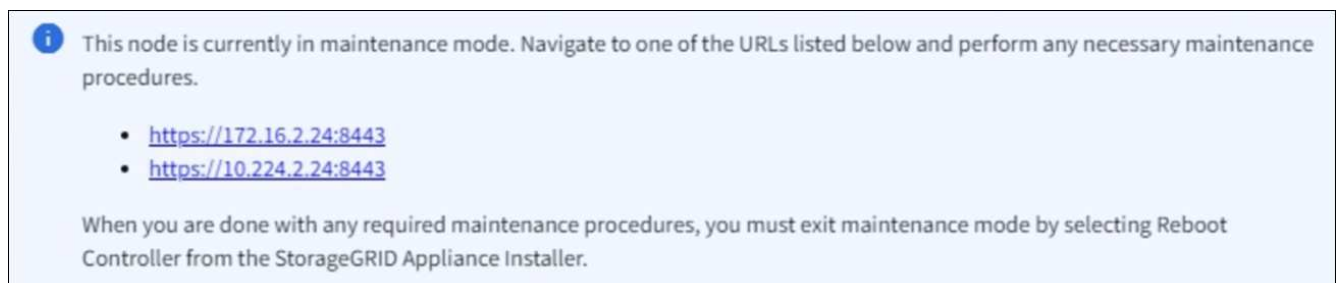 This node is currently in maintenance mode. Navigate to one of the URLs listed below and perform any necessary maintenance
procedures.
• https://172.16.2.24:8443
• https://10.224.2.24:8443
When you are done with any required maintenance procedures, you must exit maintenance mode by selecting Reboot
Controller from the StorageGRID Appliance Installer.